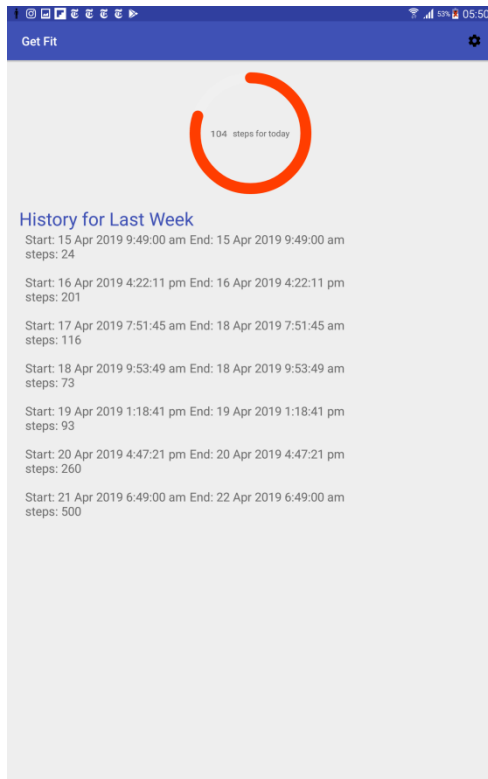 53% 05:50
Get Fit
104 steps for today
History for Last Week
Start: 15 Apr 2019 9:49:00 am End: 15 Apr 2019 9:49:00 am
steps: 24
Start: 16 Apr 2019 4:22:11 pm End: 16 Apr 2019 4:22:11 pm
steps: 201
Start: 17 Apr 2019 7:51:45 am End: 18 Apr 2019 7:51:45 am
steps: 116
Start: 18 Apr 2019 9:53:49 am End: 18 Apr 2019 9:53:49 am
steps: 73
Start: 19 Apr 2019 1:18:41 pm End: 19 Apr 2019 1:18:41 pm
steps: 93
Start: 20 Apr 2019 4:47:21 pm End: 20 Apr 2019 4:47:21 pm
steps: 260
Start: 21 Apr 2019 6:49:00 am End: 22 Apr 2019 6:49:00 am
steps: 500